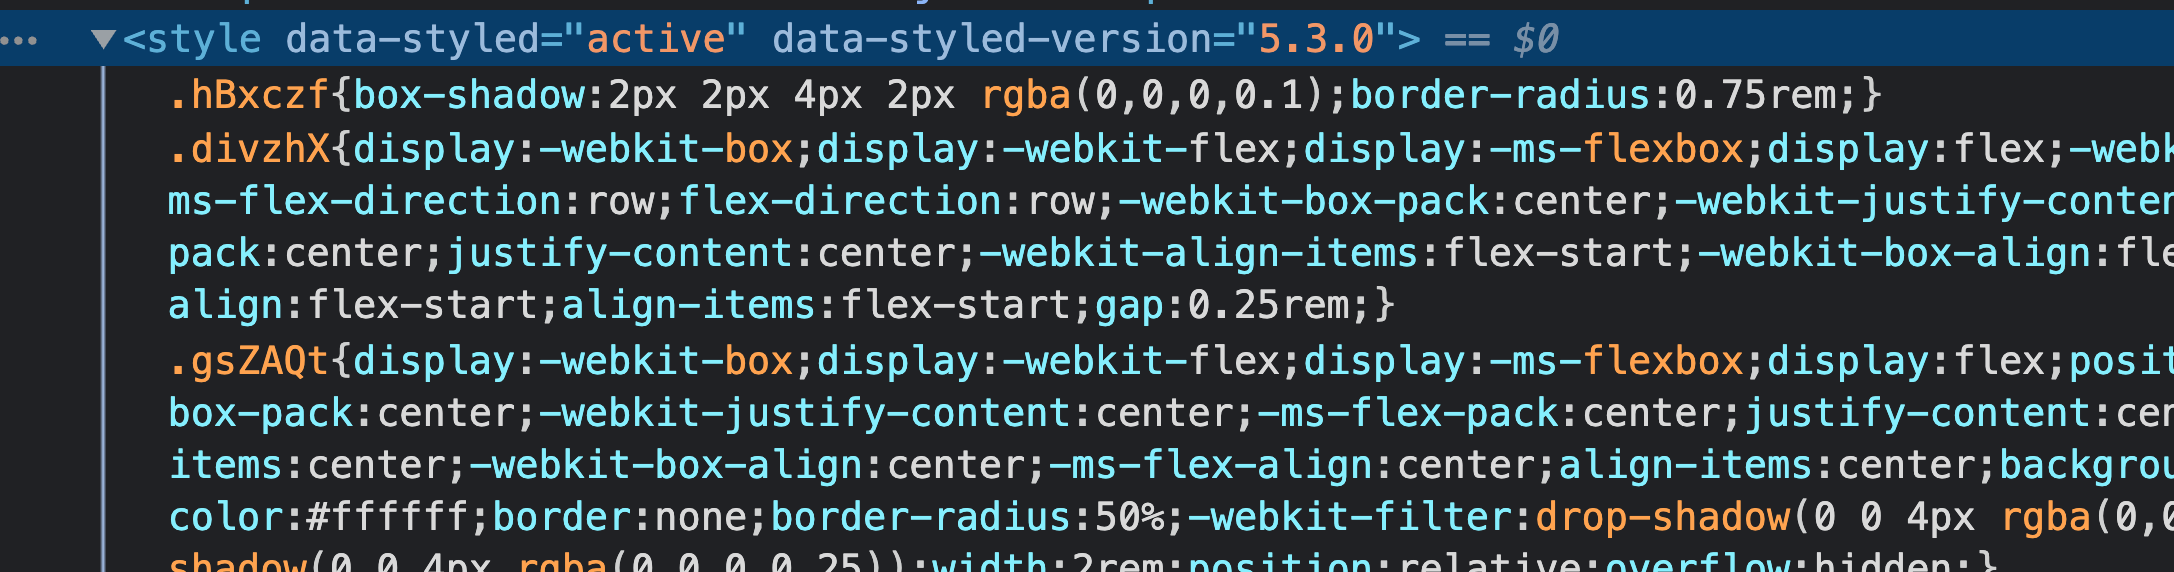 <style data-styled="active" data-styled-version="5.3.0"> == $0
.hBxczf{box-shadow:2px 2px 4px 2px rgba(0,0,0,0.1);border-radius:0.75rem;}
.divzhX{display:-webkit-box;display:-webkit-flex;display:-ms-flexbox;display:flex;-webk
ms-flex-direction:row;flex-direction:row;-webkit-box-pack:center;-webkit-justify-conten
pack:center;justify-content:center;-webkit-align-items:flex-start;-webkit-box-align:fle
align:flex-start;align-items:flex-start;gap:0.25rem;}
.gsZAQt{display:-webkit-box;display:-webkit-flex;display:-ms-flexbox;display:flex;posit
box-pack:center;-webkit-justify-content:center;-ms-flex-pack:center;justify-content:cen
items:center;-webkit-box-align:center;-ms-flex-align:center;align-items:center;backgrou
color:#ffffff;border:none;border-radius:50%;-webkit-filter:drop-shadow(0 0 4px rgba(0,0
shadow(0 0 4px rgba(0,0,0,0.25));width:2rem;position:relative;overflow:hidden;}